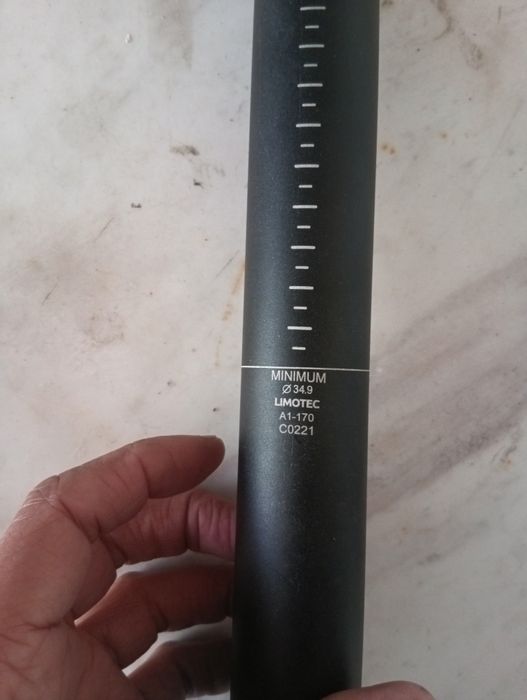 MINIMUM
Ø 34.9
LIMOTEC
A1-170
C0221